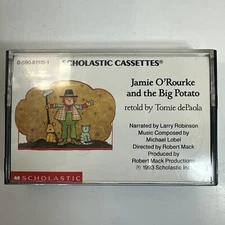 SCHOLASTIC CASSETTES®
Jamie O'Rourke
and the Big Potato
retold by Tomie dePaola
Narrated by Larry Robinson
Music Composed by
Michael Lobel
Directed by Robert Mack
Produced by
Robert Mack Productions
℗ 1993 Scholastic Inc.
SCHOLASTIC